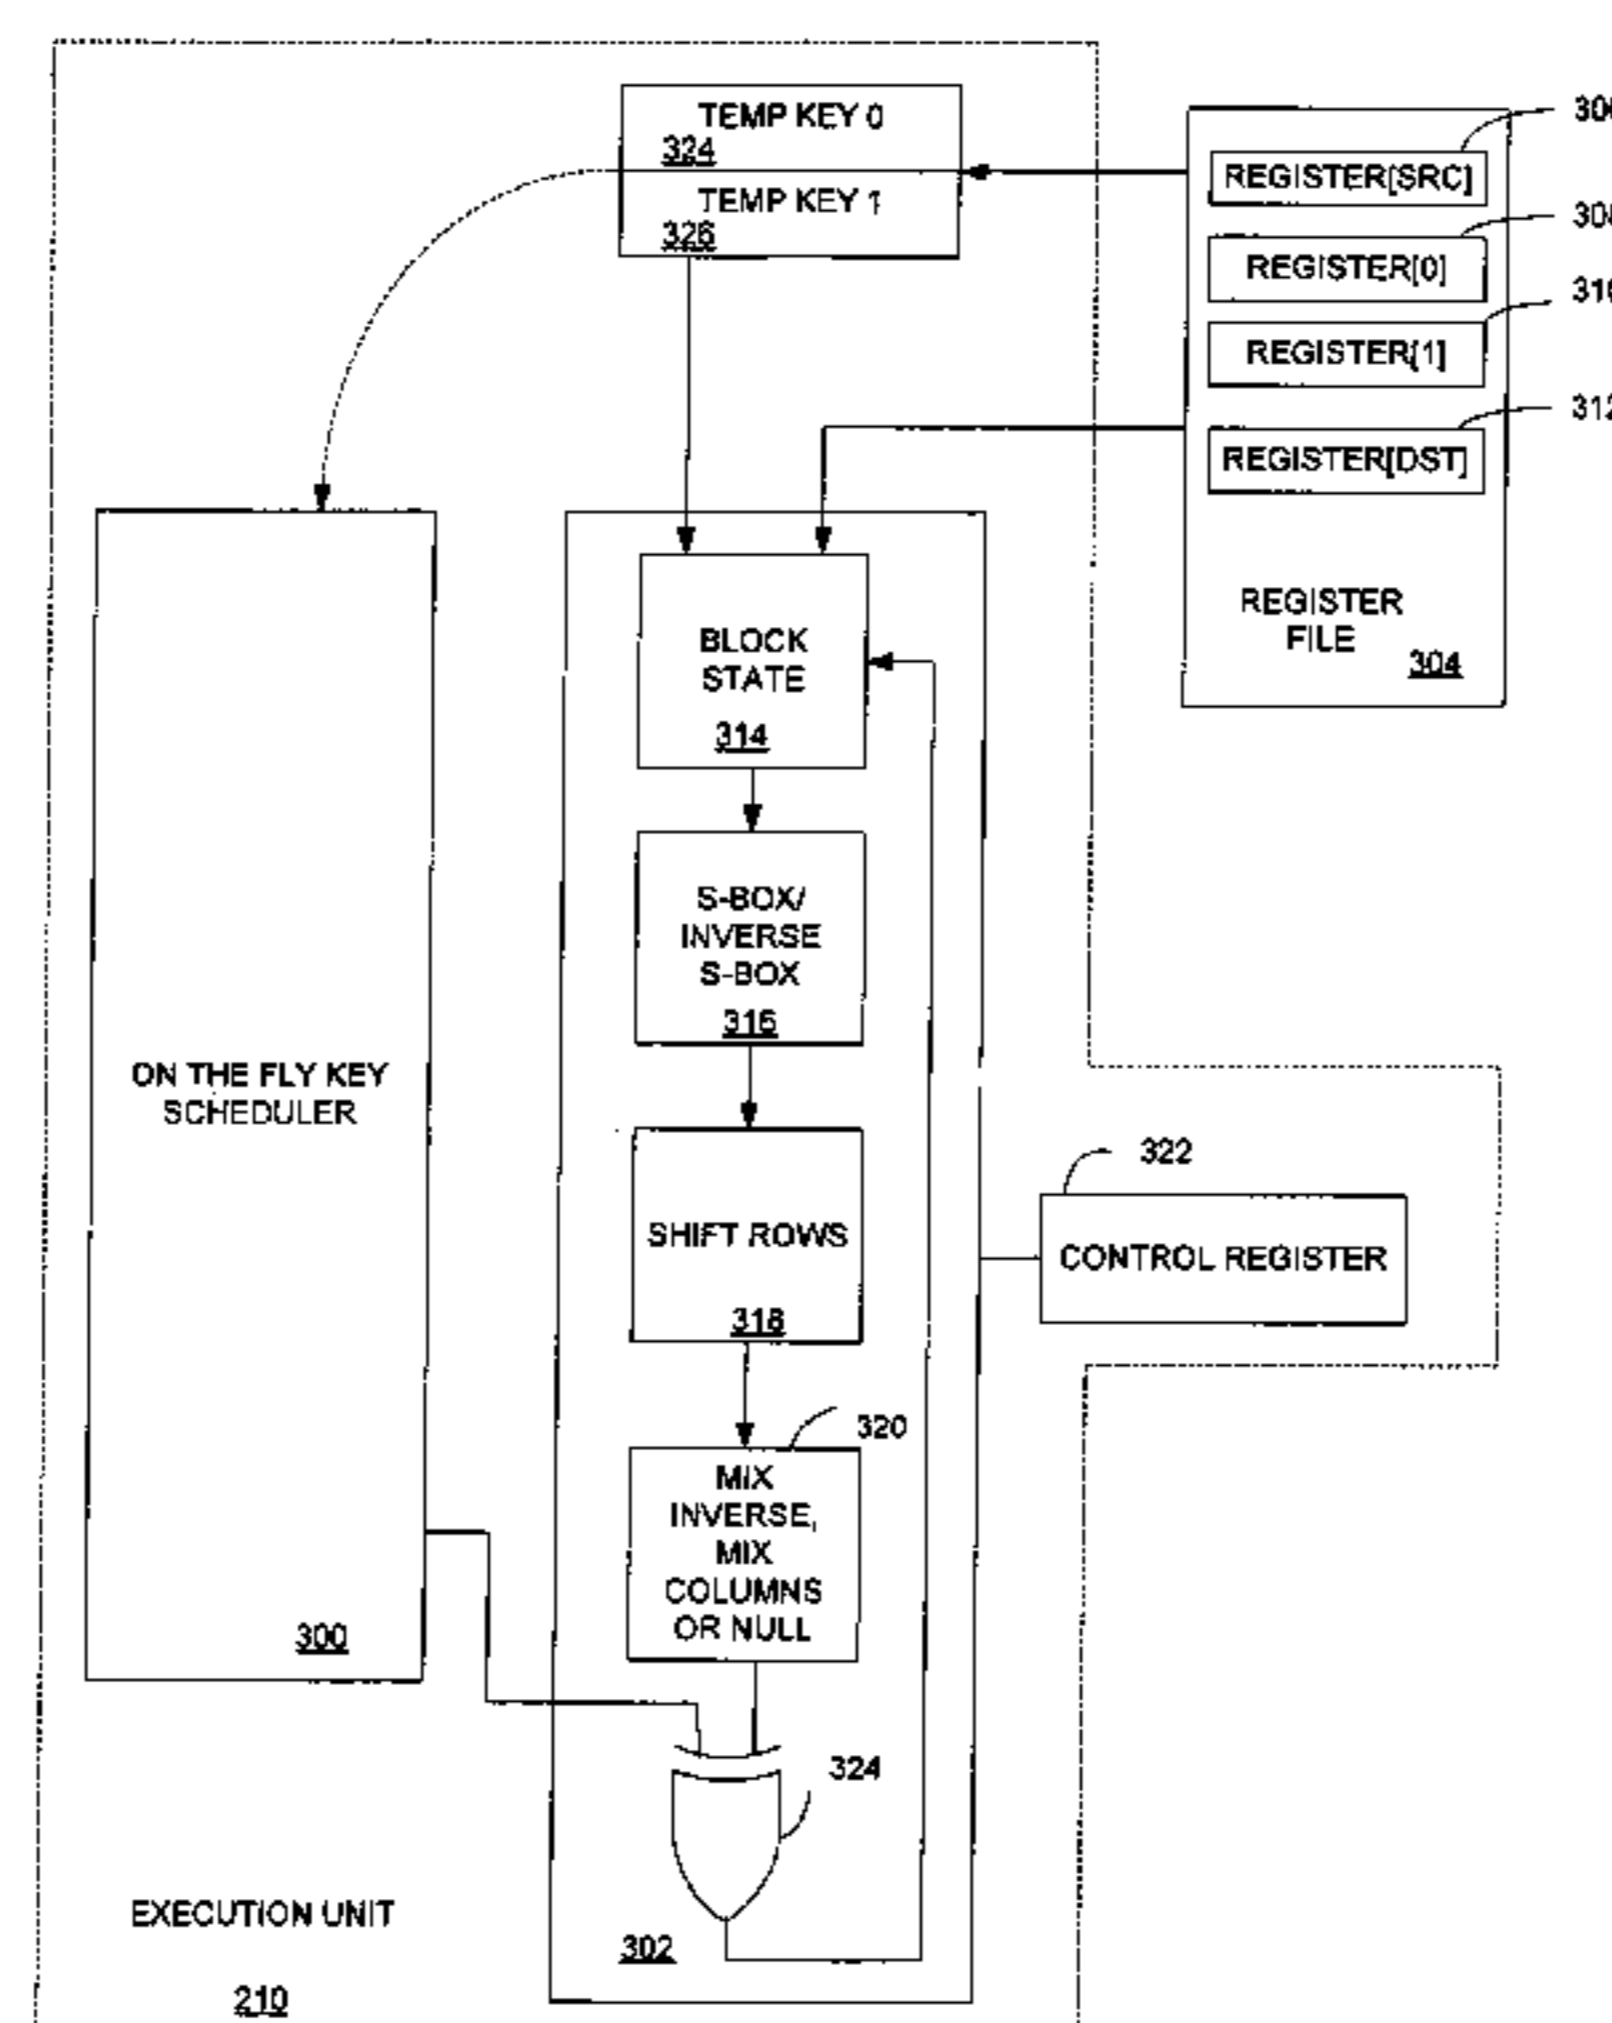 TEMP KEY 0
324
TEMP KEY 1
326
REGISTER[SRC]
REGISTER[0]
REGISTER[1]
312
REGISTER[DST]
REGISTER
FILE
304
BLOCK
STATE
314
S-BOX/
INVERSE
S-BOX
316
ON THE FLY KEY
SCHEDULER
300
SHIFT ROWS
318
322
CONTROL REGISTER
320
MIX
INVERSE,
MIX
COLUMNS
OR NULL
324
302
EXECUTION UNIT
210